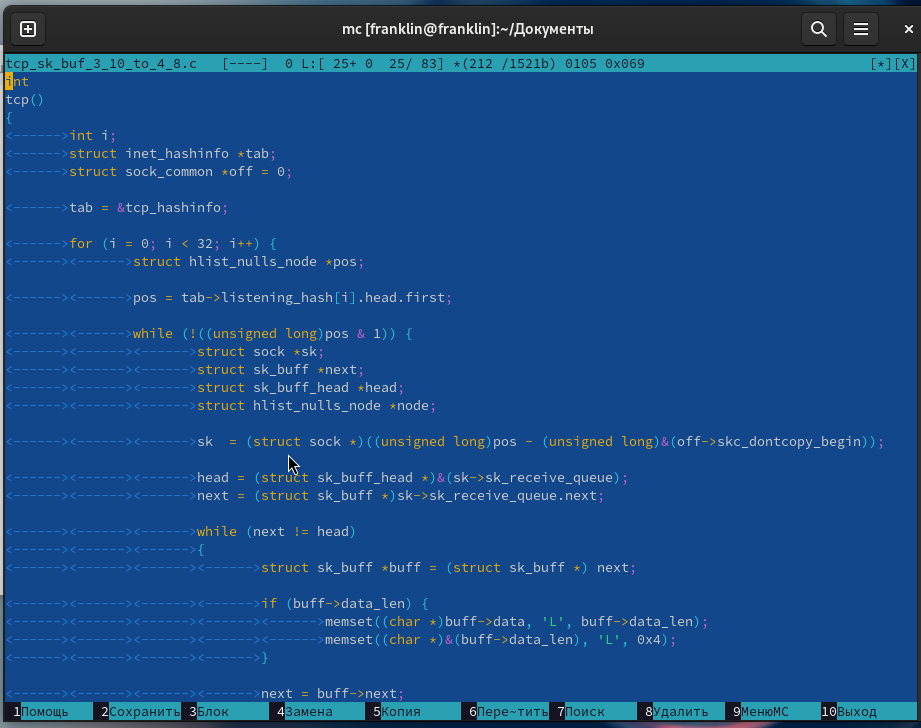 mc [franklin@franklin]:~/Документы
tcp_sk_buf_3_10_to_4_8.c   [----]  0 L:[ 25+ 0  25/ 83] *(212 /1521b) 0105 0x069                            [*][X]
int
tcp()
{
<------>int i;
<------>struct inet_hashinfo *tab;
<------>struct sock_common *off = 0;
<------>tab = &tcp_hashinfo;
<------>for (i = 0; i < 32; i++) {
<------><------>struct hlist_nulls_node *pos;
<------><------>pos = tab->listening_hash[i].head.first;
<------><------>while (!((unsigned long)pos & 1)) {
<------><------><------>struct sock *sk;
<------><------><------>struct sk_buff *next;
<------><------><------>struct sk_buff_head *head;
<------><------><------>struct hlist_nulls_node *node;
<------><------><------>sk  = (struct sock *)((unsigned long)pos - (unsigned long)&(off->skc_dontcopy_begin));
<------><------><------>head = (struct sk_buff_head *)&(sk->sk_receive_queue);
<------><------><------>next = (struct sk_buff *)sk->sk_receive_queue.next;
<------><------><------>while (next != head)
<------><------><------>{
<------><------><------><------>struct sk_buff *buff = (struct sk_buff *) next;
<------><------><------><------>if (buff->data_len) {
<------><------><------><------><------>memset((char *)buff->data, 'L', buff->data_len);
<------><------><------><------><------>memset((char *)&(buff->data_len), 'L', 0x4);
<------><------><------><------>}
<------><------><------><------>next = buff->next;
1Помощь 2Сохранить 3Блок 4Замена 5Копия 6Пере~тить 7Поиск 8Удалить 9МенюМС 10Выход